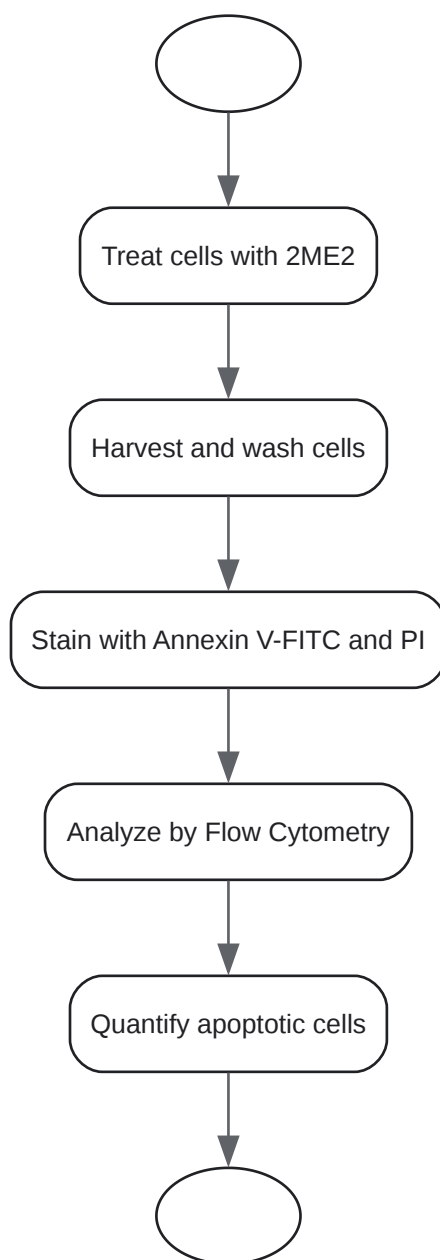 Treat cells with 2ME2
Harvest and wash cells
Stain with Annexin V-FITC and PI
Analyze by Flow Cytometry
Quantify apoptotic cells